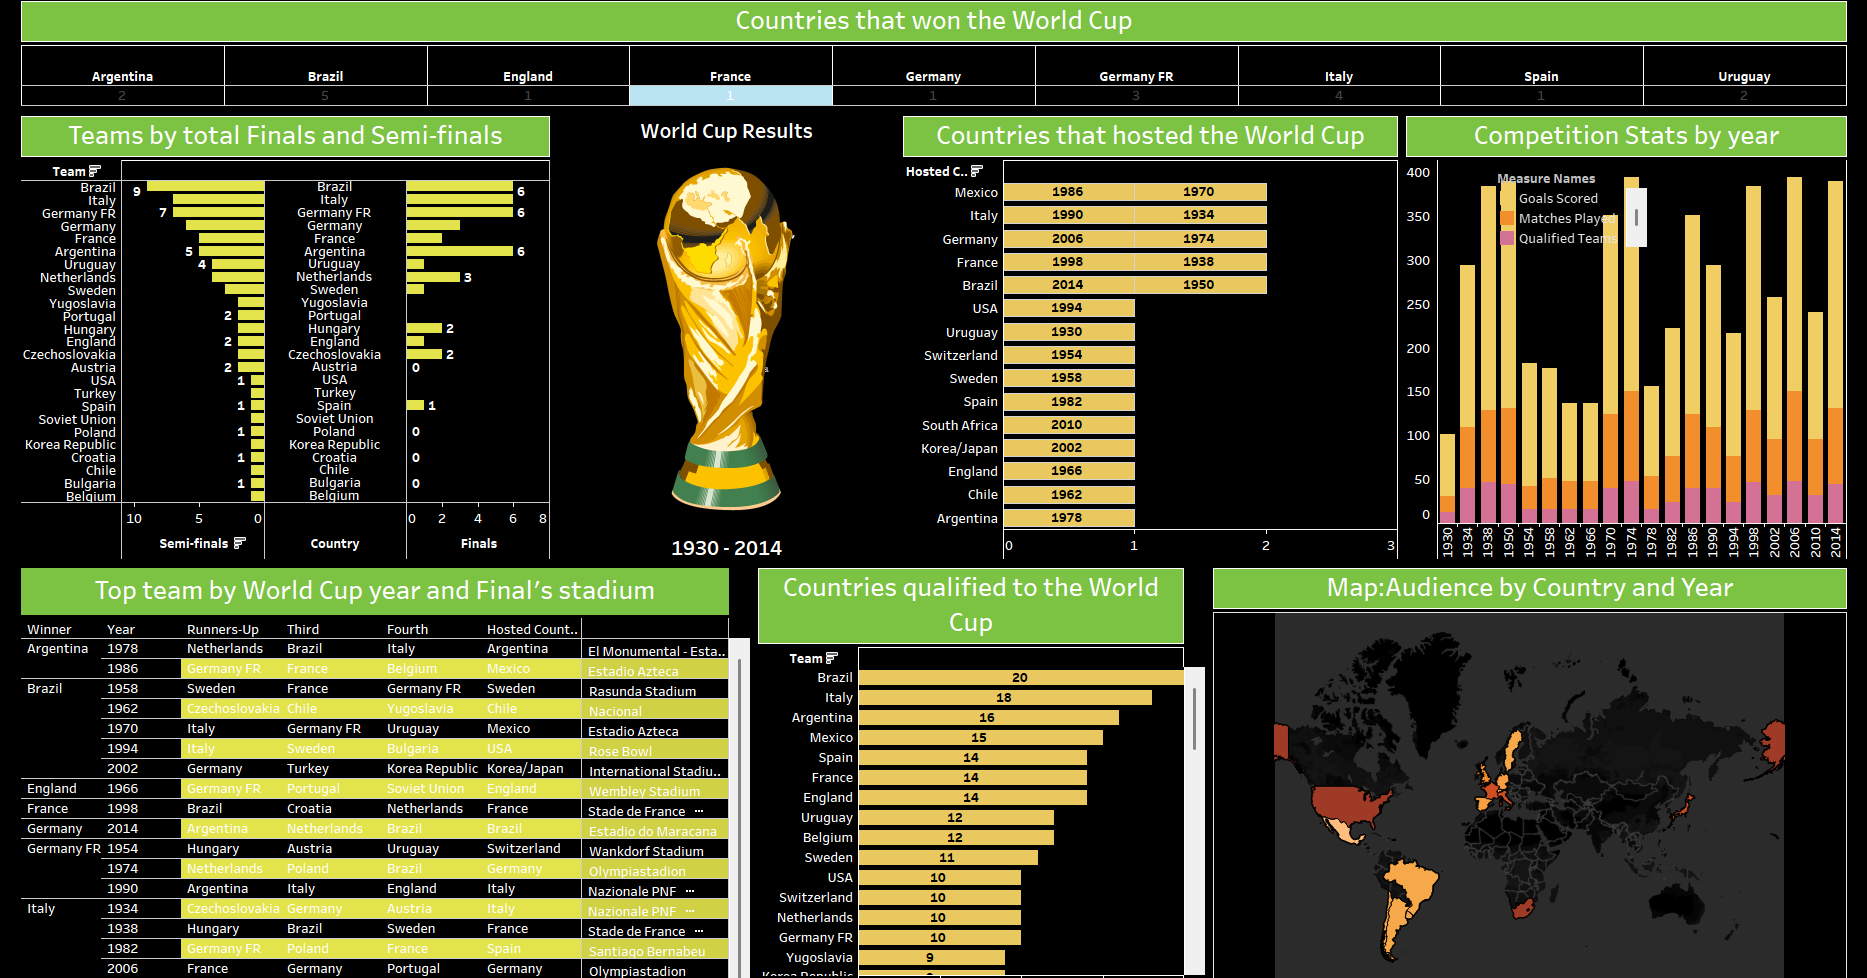 Countries that won the World Cup
Argentina Brazil England France Germany Germany FR Italy Spain Uruguay
2 5 1 1 1 3 4 1 2
Teams by total Finals and Semi-finals
Team
Brazil 9 Brazil 6
Italy Italy
Germany FR 7 Germany FR 6
Germany Germany
France France
Argentina 5 Argentina 6
Uruguay 4 Uruguay
Netherlands Netherlands 3
Sweden Sweden
Yugoslavia Yugoslavia
Portugal 2 Portugal
Hungary Hungary 2
England 2 England
Czechoslovakia Czechoslovakia 2
Austria 2 Austria 0
USA 1 USA
Turkey Turkey
Spain 1 Spain 1
Soviet Union Soviet Union
Poland 1 Poland 0
Korea Republic Korea Republic
Croatia 1 Croatia 0
Chile Chile
Bulgaria 1 Bulgaria 0
Belgium Belgium
10 5 0 0 2 4 6 8
Semi-finals Country Finals
World Cup Results
1930 - 2014
Countries that hosted the World Cup
Hosted C..
Mexico 1986 1970
Italy 1990 1934
Germany 2006 1974
France 1998 1938
Brazil 2014 1950
USA 1994
Uruguay 1930
Switzerland 1954
Sweden 1958
Spain 1982
South Africa 2010
Korea/Japan 2002
England 1966
Chile 1962
Argentina 1978
0 1 2 3
Competition Stats by year
400
350
300
250
200
150
100
50
0
Measure Names
Goals Scored
Matches Played
Qualified Teams
1930 1934 1938 1950 1954 1958 1962 1966 1970 1974 1978 1982 1986 1990 1994 1998 2002 2006 2010 2014
Top team by World Cup year and Final's stadium
Winner Year Runners-Up Third Fourth Hosted Count..
Argentina 1978 Netherlands Brazil Italy Argentina El Monumental - Esta..
1986 Germany FR France Belgium Mexico Estadio Azteca
Brazil 1958 Sweden France Germany FR Sweden Rasunda Stadium
1962 Czechoslovakia Chile Yugoslavia Chile Nacional
1970 Italy Germany FR Uruguay Mexico Estadio Azteca
1994 Italy Sweden Bulgaria USA Rose Bowl
2002 Germany Turkey Korea Republic Korea/Japan International Stadiu..
England 1966 Germany FR Portugal Soviet Union England Wembley Stadium
France 1998 Brazil Croatia Netherlands France Stade de France ...
Germany 2014 Argentina Netherlands Brazil Brazil Estadio do Maracana
Germany FR 1954 Hungary Austria Uruguay Switzerland Wankdorf Stadium
1974 Netherlands Poland Brazil Germany Olympiastadion
1990 Argentina Italy England Italy Nazionale PNF ...
Italy 1934 Czechoslovakia Germany Austria Italy Nazionale PNF ...
1938 Hungary Brazil Sweden France Stade de France ...
1982 Germany FR Poland France Spain Santiago Bernabeu
2006 France Germany Portugal Germany Olympiastadion
Countries qualified to the World
Cup
Team
Brazil 20
Italy 18
Argentina 16
Mexico 15
Spain 14
France 14
England 14
Uruguay 12
Belgium 12
Sweden 11
USA 10
Switzerland 10
Netherlands 10
Germany FR 10
Yugoslavia 9
Korea Republic
Map:Audience by Country and Year